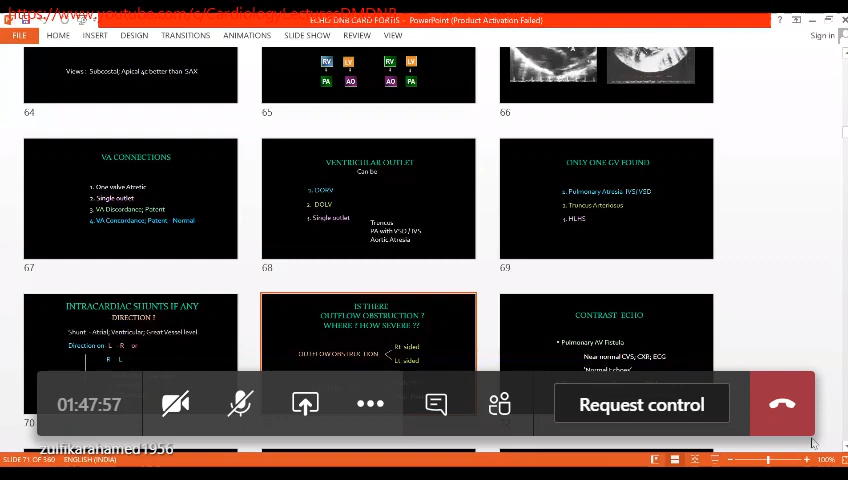 https://www.youtube.com/c/CardiologyLecturesDMDNB
ECHO DNB CARD FORTIS - PowerPoint (Product Activation Failed)
FILE HOME INSERT DESIGN TRANSITIONS ANIMATIONS SLIDE SHOW REVIEW VIEW Sign in
Views : Subcostal; Apical 4c better than SAX
RV LV RV LV
PA AO AO PA
64 65 66
VA CONNECTIONS
1. One valve Atretic
2. Single outlet
3. VA Discordance; Patent
4. VA Concordance; Patent Normal
67
VENTRICULAR OUTLET
Can be
1. DORV
2. DOLV
3. Single outlet
Truncus
PA with VSD / IVS
Aortic Atresia
68
ONLY ONE GV FOUND
1. Pulmonary Atresia IVS/VSD
2. Truncus Arteriosus
3. HLHS
69
INTRACARDIAC SHUNTS IF ANY
DIRECTION ?
Shunt - Atrial; Ventricular; Great Vessel level
Direction on L - R or
R L
70
IS THERE
OUTFLOW OBSTRUCTION ?
WHERE ? HOW SEVERE ??
OUTFLOW OBSTRUCTION
Rt sided
Lt sided
CONTRAST ECHO
• Pulmonary AV Fistula
Near normal CVS; CXR; ECG
'Normal Echoes'
01:47:57
Request control
zulfikarahamed1956
SLIDE 71 OF 360 ENGLISH (INDIA) 100%